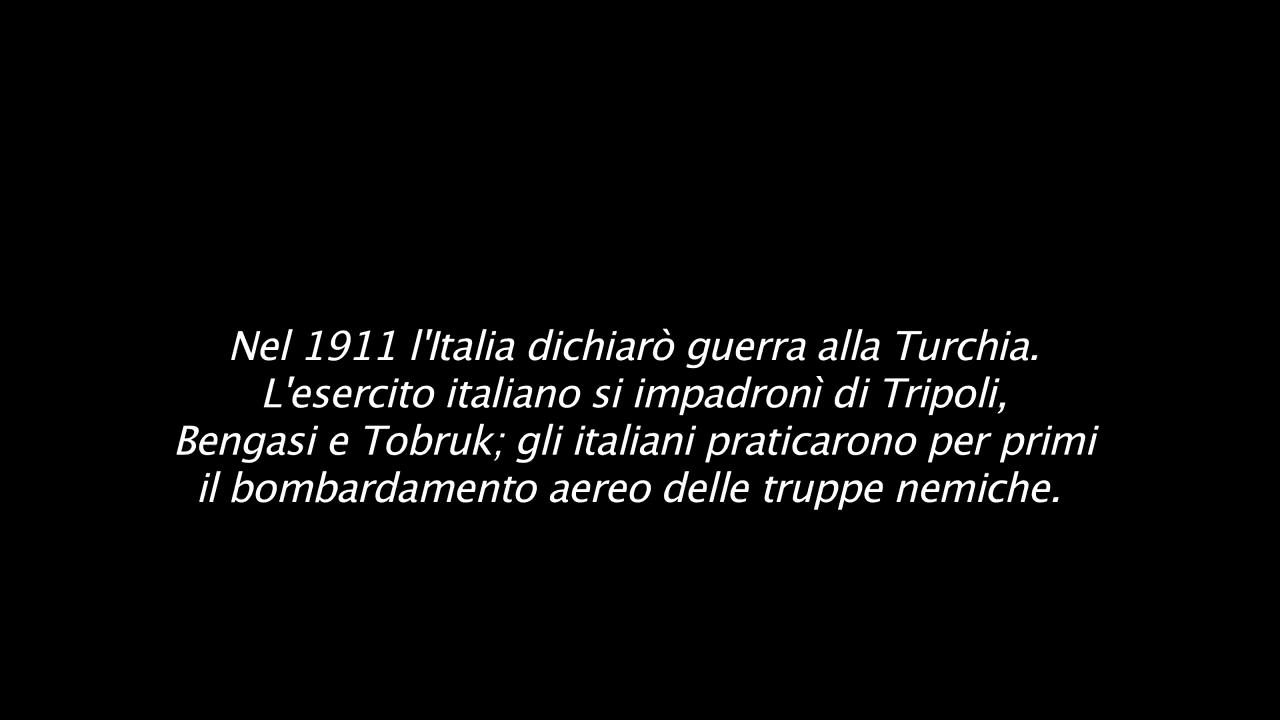 Nel 1911 l'Italia dichiarò guerra alla Turchia.
L'esercito italiano si impadronì di Tripoli,
Bengasi e Tobruk; gli italiani praticarono per primi
il bombardamento aereo delle truppe nemiche.